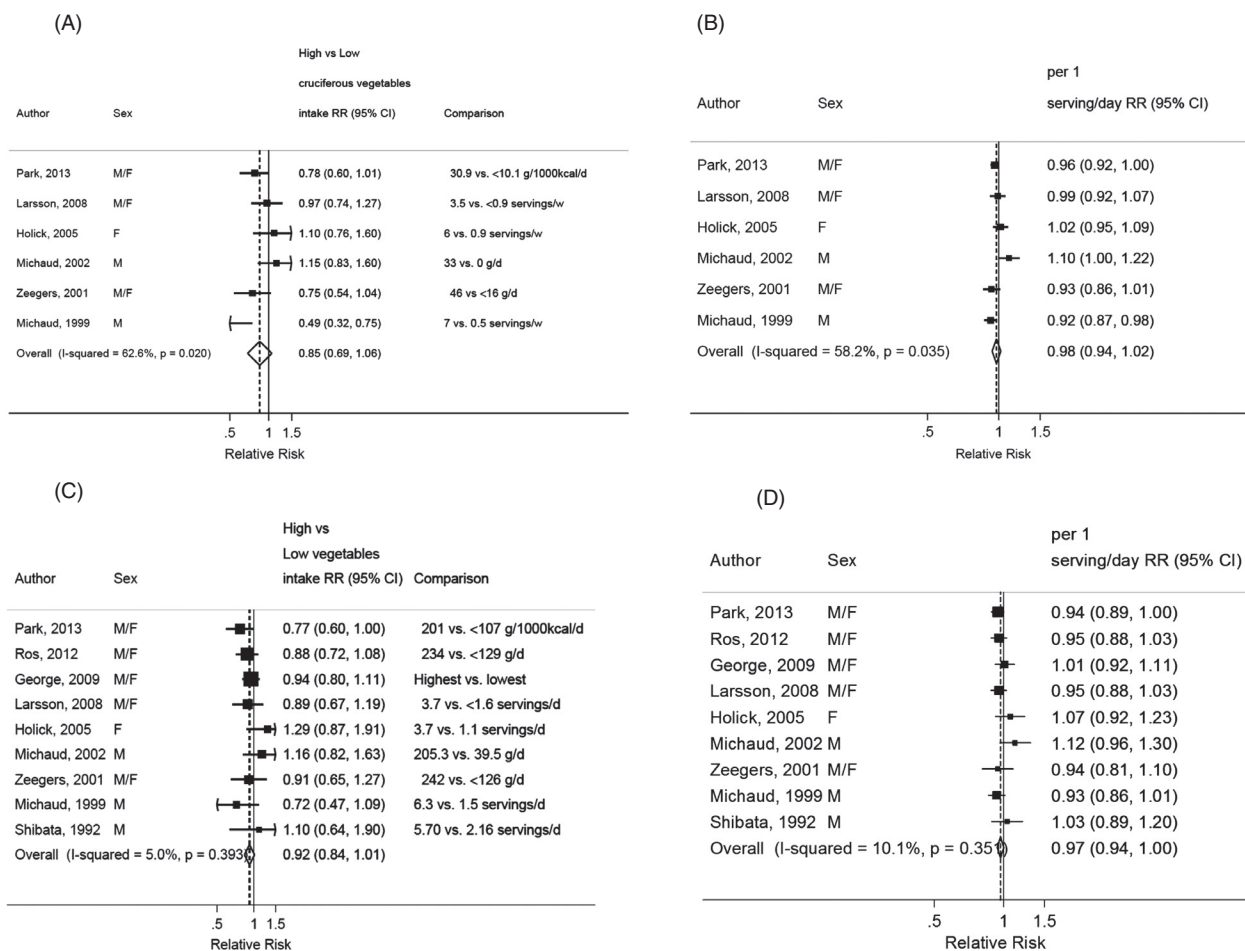 (A)
High vs Low
cruciferous vegetables
Author Sex intake RR (95% CI) Comparison
Park, 2013 M/F 0.78 (0.60, 1.01) 30.9 vs. <10.1 g/1000kcal/d
Larsson, 2008 M/F 0.97 (0.74, 1.27) 3.5 vs. <0.9 servings/w
Holick, 2005 F 1.10 (0.76, 1.60) 6 vs. 0.9 servings/w
Michaud, 2002 M 1.15 (0.83, 1.60) 33 vs. 0 g/d
Zeegers, 2001 M/F 0.75 (0.54, 1.04) 46 vs <16 g/d
Michaud, 1999 M 0.49 (0.32, 0.75) 7 vs. 0.5 servings/w
Overall (I-squared = 62.6%, p = 0.020) 0.85 (0.69, 1.06)
.5 1 1.5
Relative Risk
(B)
per 1
Author Sex serving/day RR (95% CI)
Park, 2013 M/F 0.96 (0.92, 1.00)
Larsson, 2008 M/F 0.99 (0.92, 1.07)
Holick, 2005 F 1.02 (0.95, 1.09)
Michaud, 2002 M 1.10 (1.00, 1.22)
Zeegers, 2001 M/F 0.93 (0.86, 1.01)
Michaud, 1999 M 0.92 (0.87, 0.98)
Overall (I-squared = 58.2%, p = 0.035) 0.98 (0.94, 1.02)
.5 1 1.5
Relative Risk
(C)
High vs
Low vegetables
Author Sex intake RR (95% CI) Comparison
Park, 2013 M/F 0.77 (0.60, 1.00) 201 vs. <107 g/1000kcal/d
Ros, 2012 M/F 0.88 (0.72, 1.08) 234 vs. <129 g/d
George, 2009 M/F 0.94 (0.80, 1.11) Highest vs. lowest
Larsson, 2008 M/F 0.89 (0.67, 1.19) 3.7 vs. <1.6 servings/d
Holick, 2005 F 1.29 (0.87, 1.91) 3.7 vs. 1.1 servings/d
Michaud, 2002 M 1.16 (0.82, 1.63) 205.3 vs. 39.5 g/d
Zeegers, 2001 M/F 0.91 (0.65, 1.27) 242 vs. <126 g/d
Michaud, 1999 M 0.72 (0.47, 1.09) 6.3 vs. 1.5 servings/d
Shibata, 1992 M 1.10 (0.64, 1.90) 5.70 vs. 2.16 servings/d
Overall (I-squared = 5.0%, p = 0.393) 0.92 (0.84, 1.01)
.5 1 1.5
Relative Risk
(D)
per 1
Author Sex serving/day RR (95% CI)
Park, 2013 M/F 0.94 (0.89, 1.00)
Ros, 2012 M/F 0.95 (0.88, 1.03)
George, 2009 M/F 1.01 (0.92, 1.11)
Larsson, 2008 M/F 0.95 (0.88, 1.03)
Holick, 2005 F 1.07 (0.92, 1.23)
Michaud, 2002 M 1.12 (0.96, 1.30)
Zeegers, 2001 M/F 0.94 (0.81, 1.10)
Michaud, 1999 M 0.93 (0.86, 1.01)
Shibata, 1992 M 1.03 (0.89, 1.20)
Overall (I-squared = 10.1%, p = 0.351) 0.97 (0.94, 1.00)
.5 1 1.5
Relative Risk